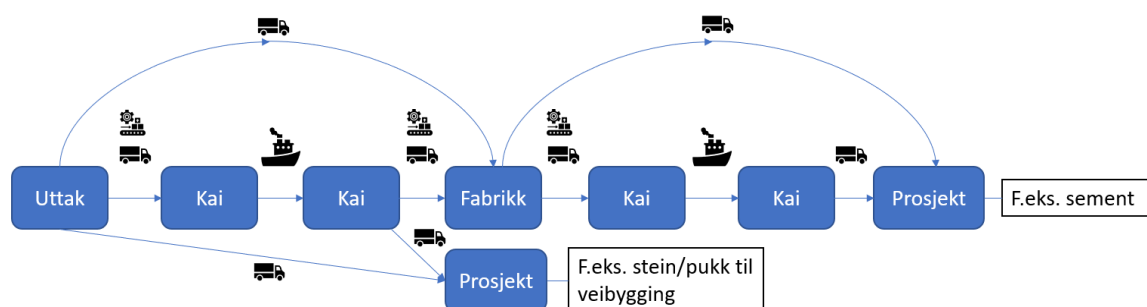 Uttak
Kai
Kai
Fabrikk
Kai
Kai
Prosjekt
F.eks. sement
Prosjekt
F.eks. stein/pukk til
veibygging